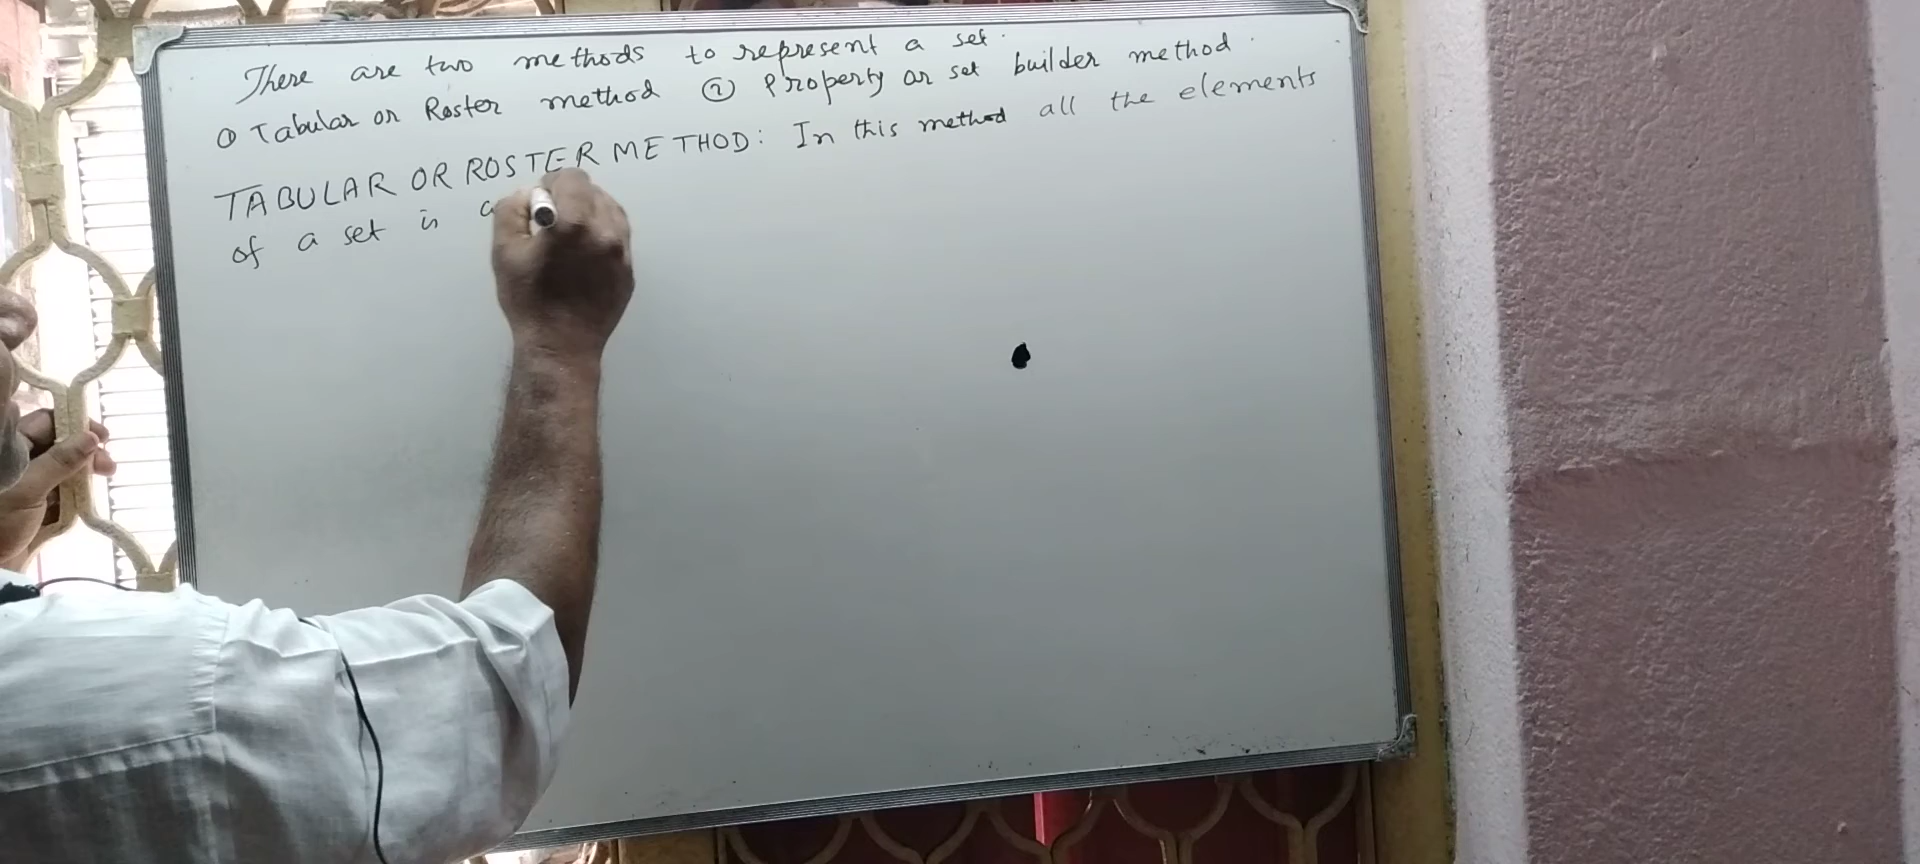 There are two methods to represent a set.
① Tabular or Roster method ② Property or set builder method.
TABULAR OR ROSTER METHOD: In this method all the elements
of a set is